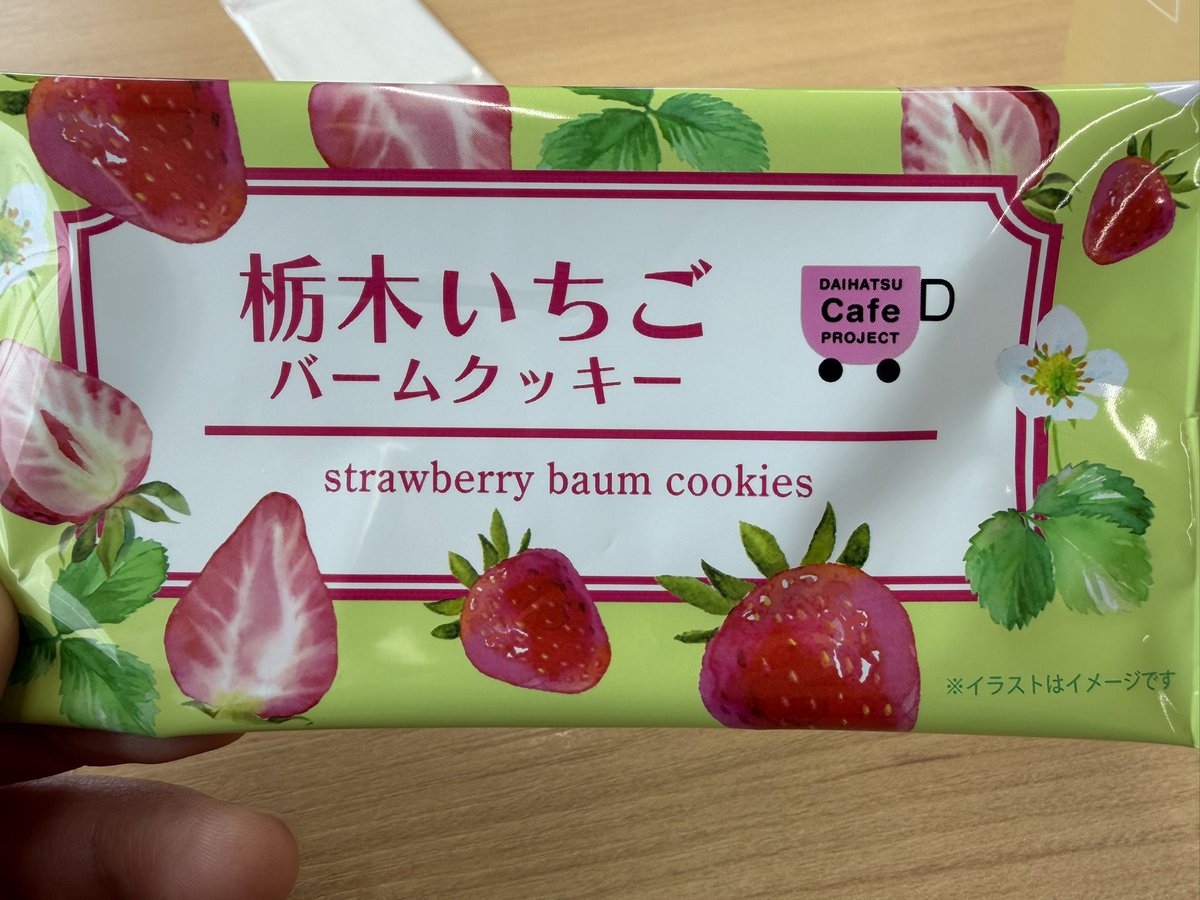 栃木いちご
バームクッキー
strawberry baum cookies
DAIHATSU
Cafe
PROJECT
D
※イラストはイメージです